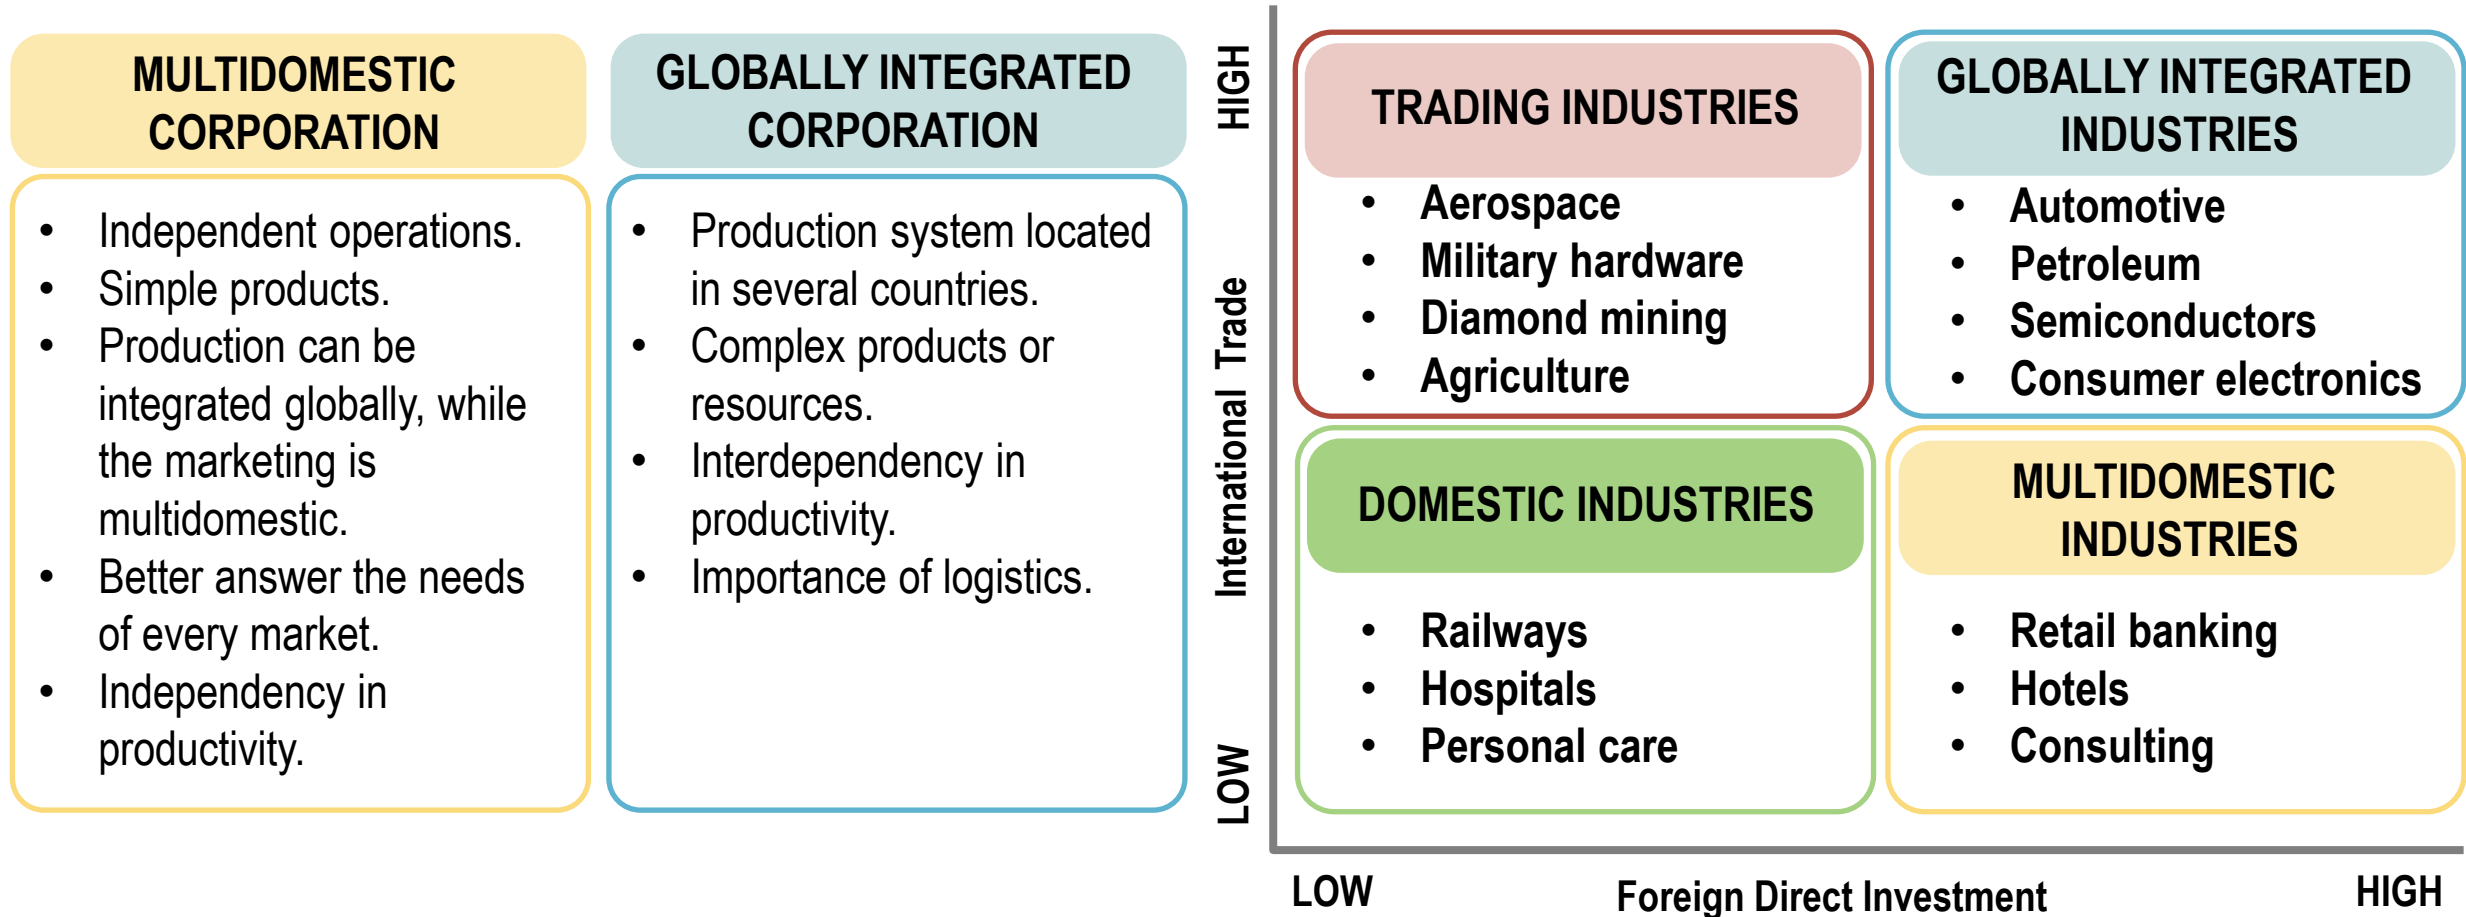 MULTIDOMESTIC
CORPORATION
• Independent operations.
• Simple products.
• Production can be
integrated globally, while
the marketing is
multidomestic.
• Better answer the needs
of every market.
• Independency in
productivity.
GLOBALLY INTEGRATED
CORPORATION
• Production system located
in several countries.
• Complex products or
resources.
• Interdependency in
productivity.
• Importance of logistics.
HIGH
International Trade
LOW
TRADING INDUSTRIES
• Aerospace
• Military hardware
• Diamond mining
• Agriculture
GLOBALLY INTEGRATED
INDUSTRIES
• Automotive
• Petroleum
• Semiconductors
• Consumer electronics
DOMESTIC INDUSTRIES
• Railways
• Hospitals
• Personal care
MULTIDOMESTIC
INDUSTRIES
• Retail banking
• Hotels
• Consulting
LOW
Foreign Direct Investment
HIGH